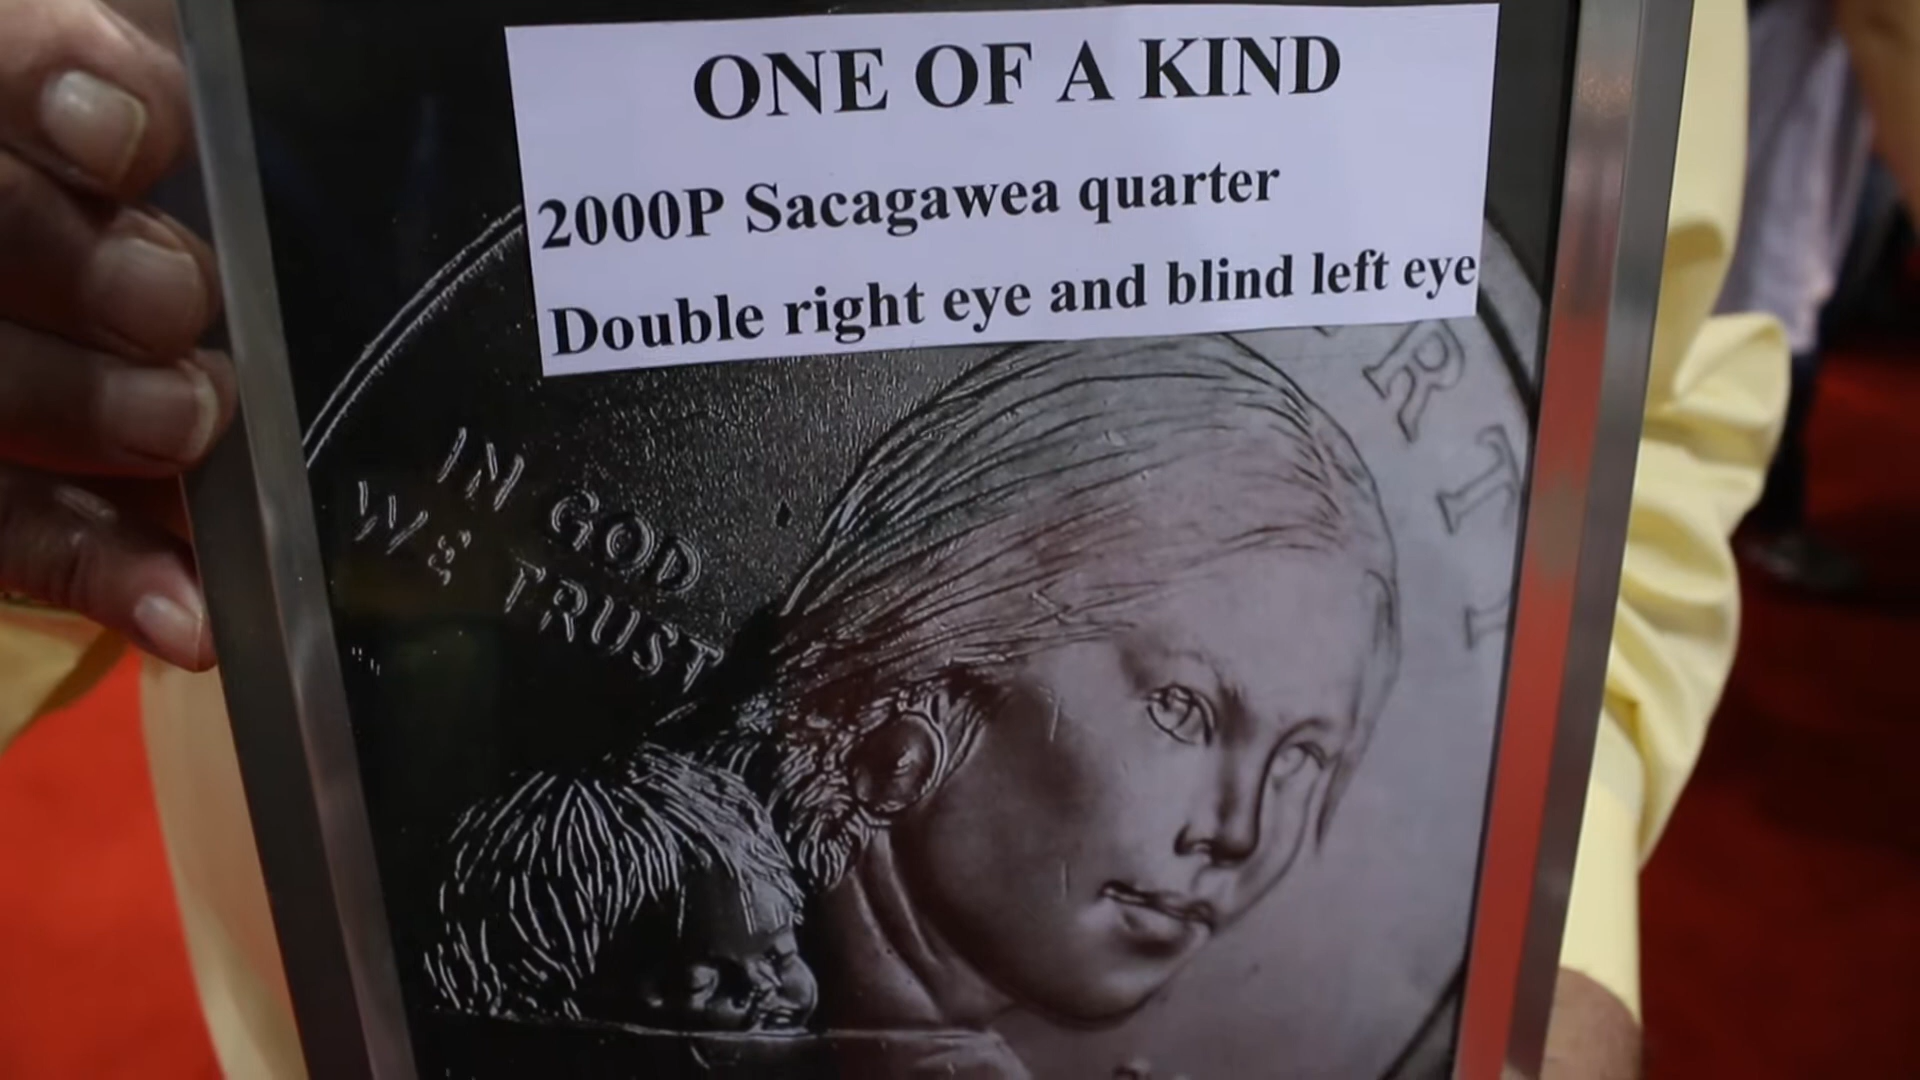 ONE OF A KIND
2000P Sacagawea quarter
Double right eye and blind left eye
IN GOD
WE TRUST
RTY